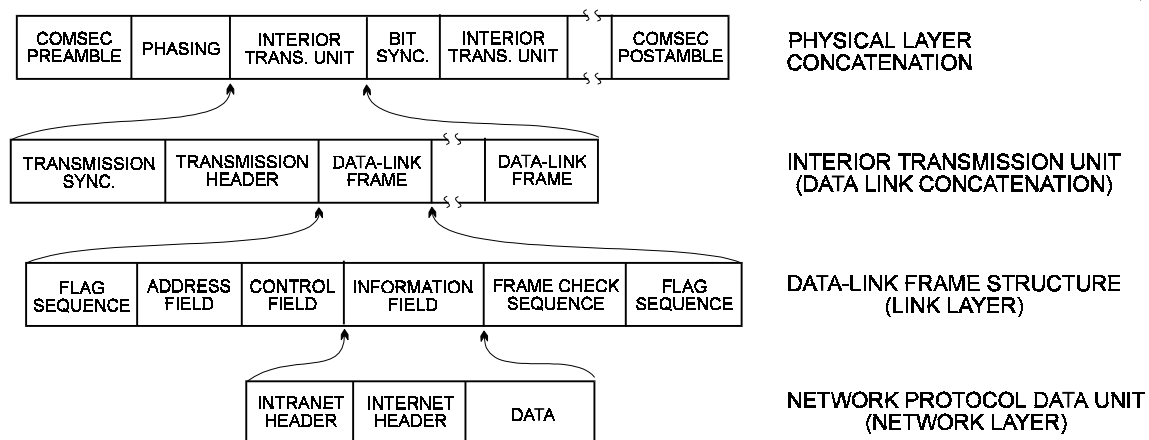 COMSEC PREAMBLE
PHASING
INTERIOR TRANS. UNIT
BIT SYNC.
INTERIOR TRANS. UNIT
COMSEC POSTAMBLE
PHYSICAL LAYER
CONCATENATION
TRANSMISSION SYNC.
TRANSMISSION HEADER
DATA-LINK FRAME
DATA-LINK FRAME
INTERIOR TRANSMISSION UNIT
(DATA LINK CONCATENATION)
FLAG SEQUENCE
ADDRESS FIELD
CONTROL FIELD
INFORMATION FIELD
FRAME CHECK SEQUENCE
FLAG SEQUENCE
DATA-LINK FRAME STRUCTURE
(LINK LAYER)
INTRANET HEADER
INTERNET HEADER
DATA
NETWORK PROTOCOL DATA UNIT
(NETWORK LAYER)